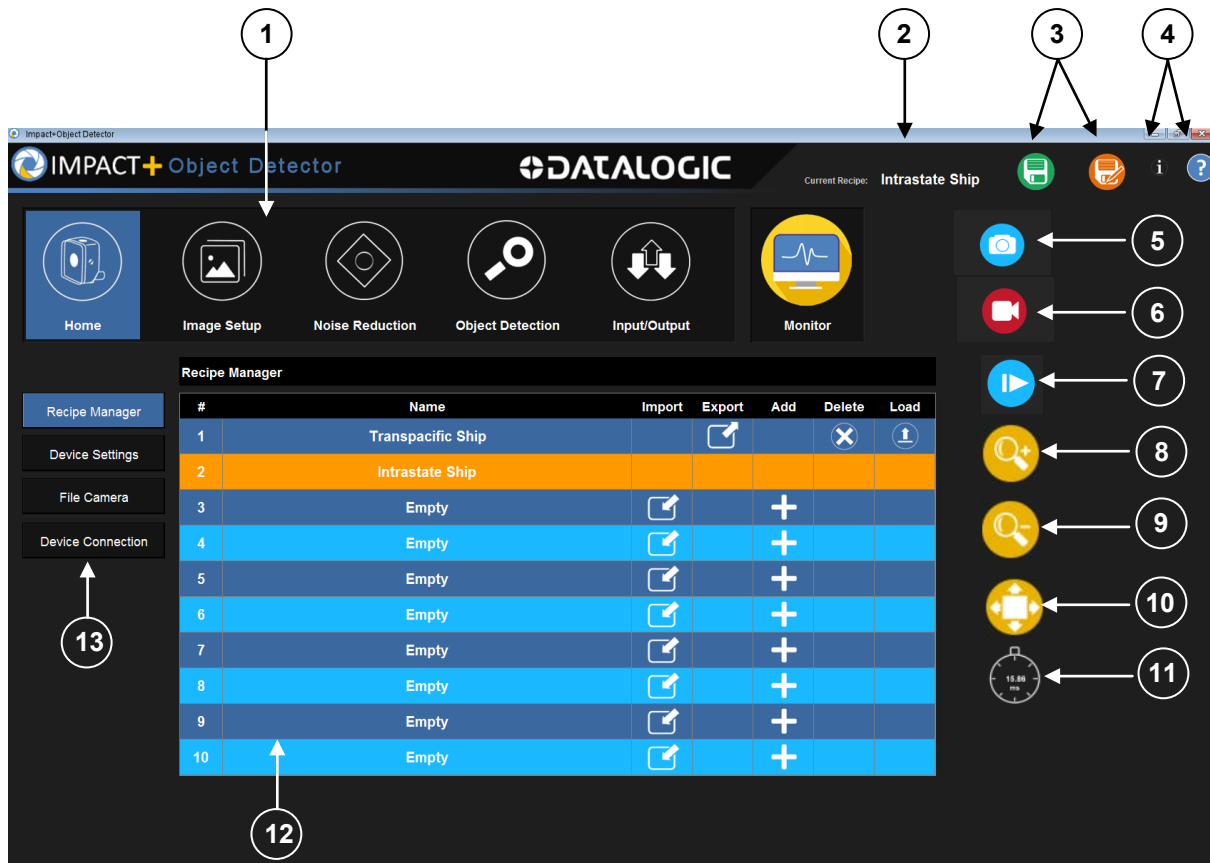 1 2 3 4
Impact+Object Detector
IMPACT+ Object Detector DATALOGIC Current Recipe: Intrastate Ship i ?
5
6
Home Image Setup Noise Reduction Object Detection Input/Output Monitor
Recipe Manager
7
Recipe Manager
Device Settings
File Camera
Device Connection
13
# Name Import Export Add Delete Load
1 Transpacific Ship
2 Intrastate Ship
3 Empty
4 Empty
5 Empty
6 Empty
7 Empty
8 Empty
9 Empty
10 Empty
12
8
9
10
15.86
ms
11